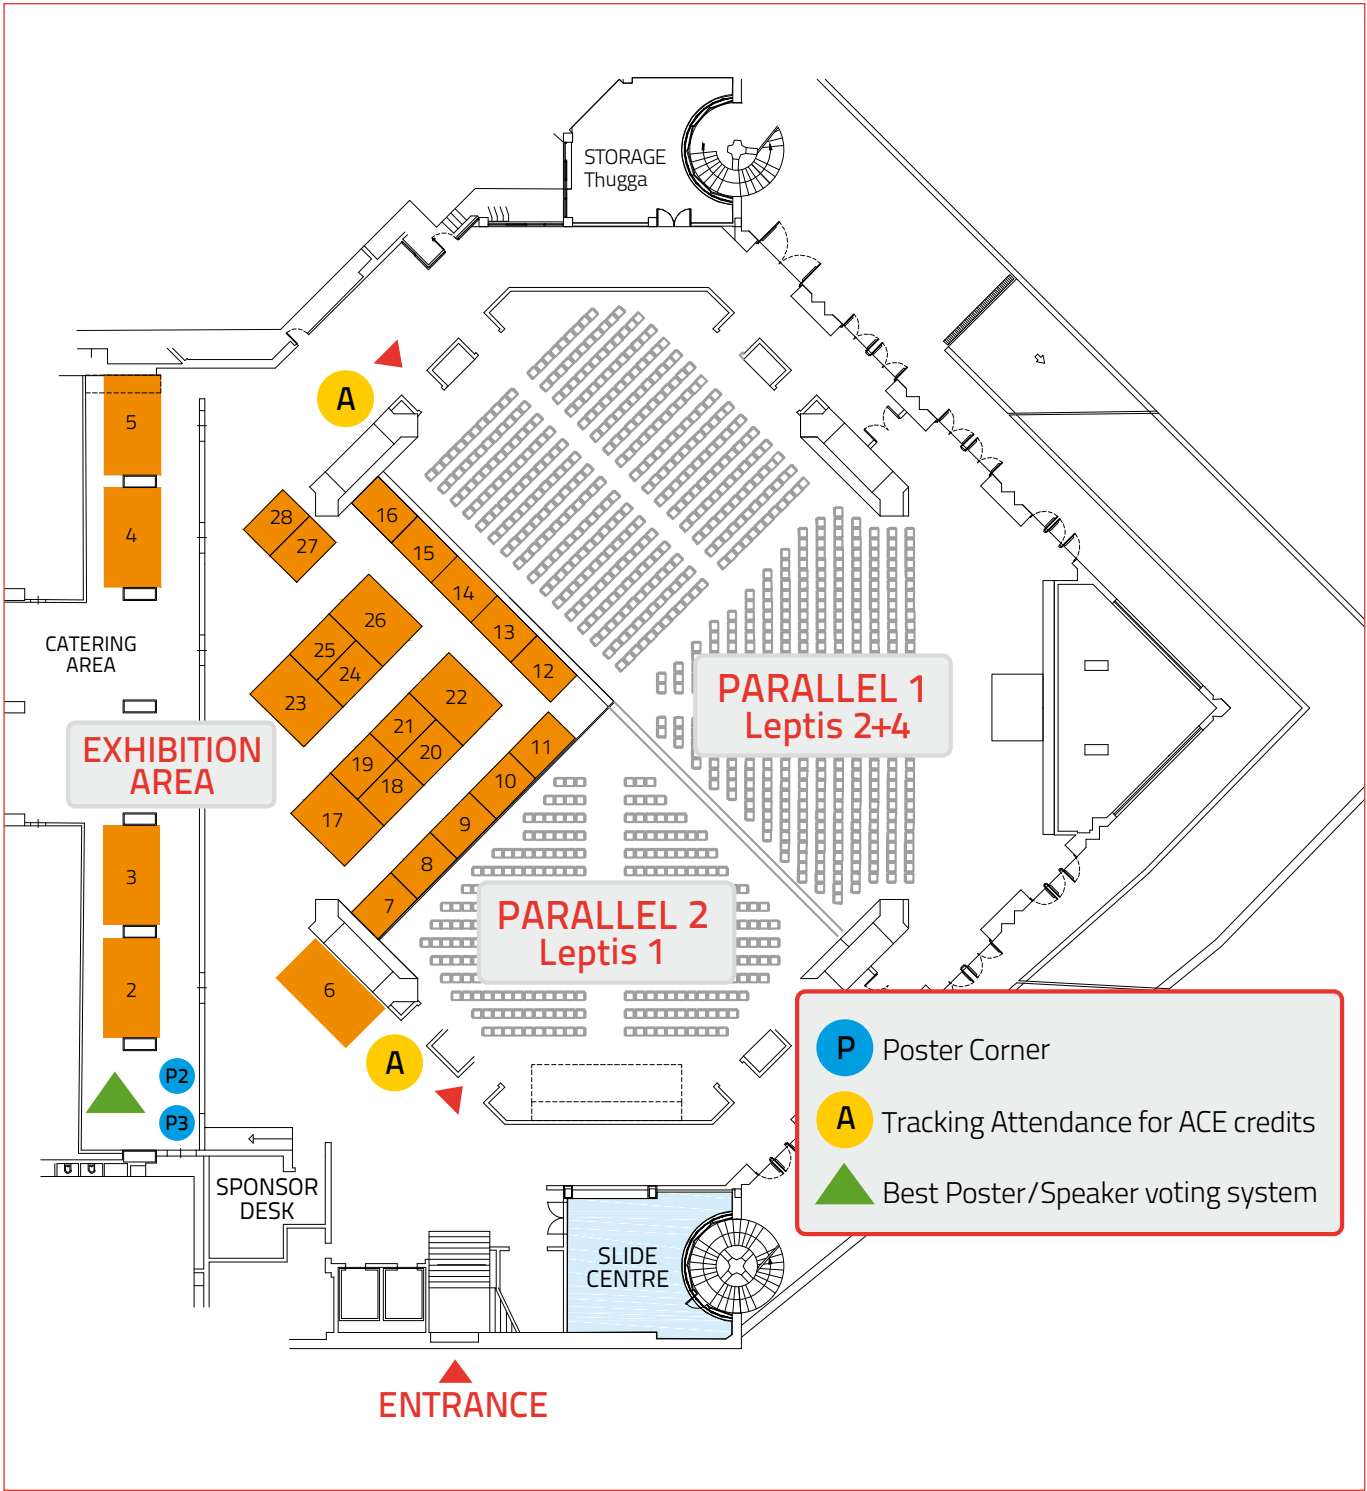 STORAGE
Thugga
A
5
4
16
15
14
13
12
28
27
26
25
24
23
22
21
20
19
18
17
11
10
9
8
7
6
CATERING
AREA
EXHIBITION
AREA
PARALLEL 1
Leptis 2+4
PARALLEL 2
Leptis 1
3
2
A
P2
P3
SPONSOR
DESK
SLIDE
CENTRE
ENTRANCE
P Poster Corner
A Tracking Attendance for ACE credits
Best Poster/Speaker voting system